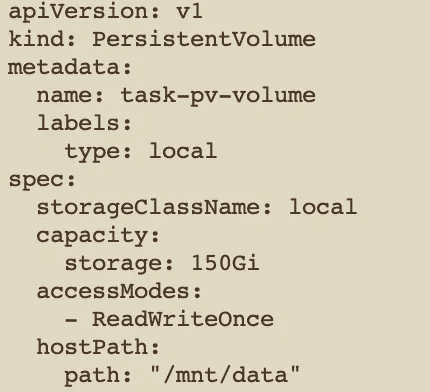 apiVersion: v1
kind: PersistentVolume
metadata:
  name: task-pv-volume
  labels:
    type: local
spec:
  storageClassName: local
  capacity:
    storage: 150Gi
  accessModes:
    - ReadWriteOnce
  hostPath:
    path: "/mnt/data"